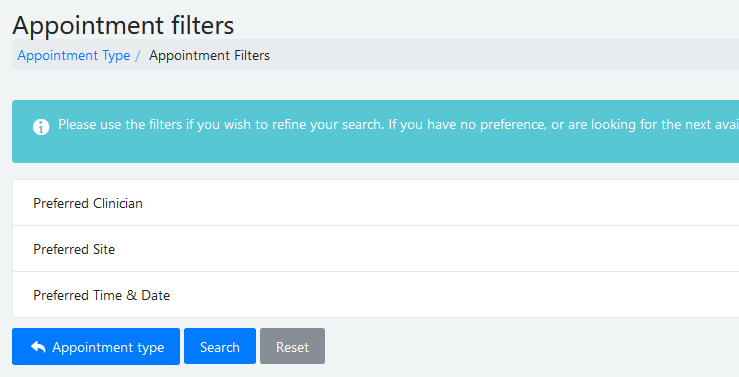 Appointment filters
Appointment Type / Appointment Filters
Please use the filters if you wish to refine your search. If you have no preference, or are looking for the next
Preferred Clinician
Preferred Site
Preferred Time & Date
Appointment type Search Reset